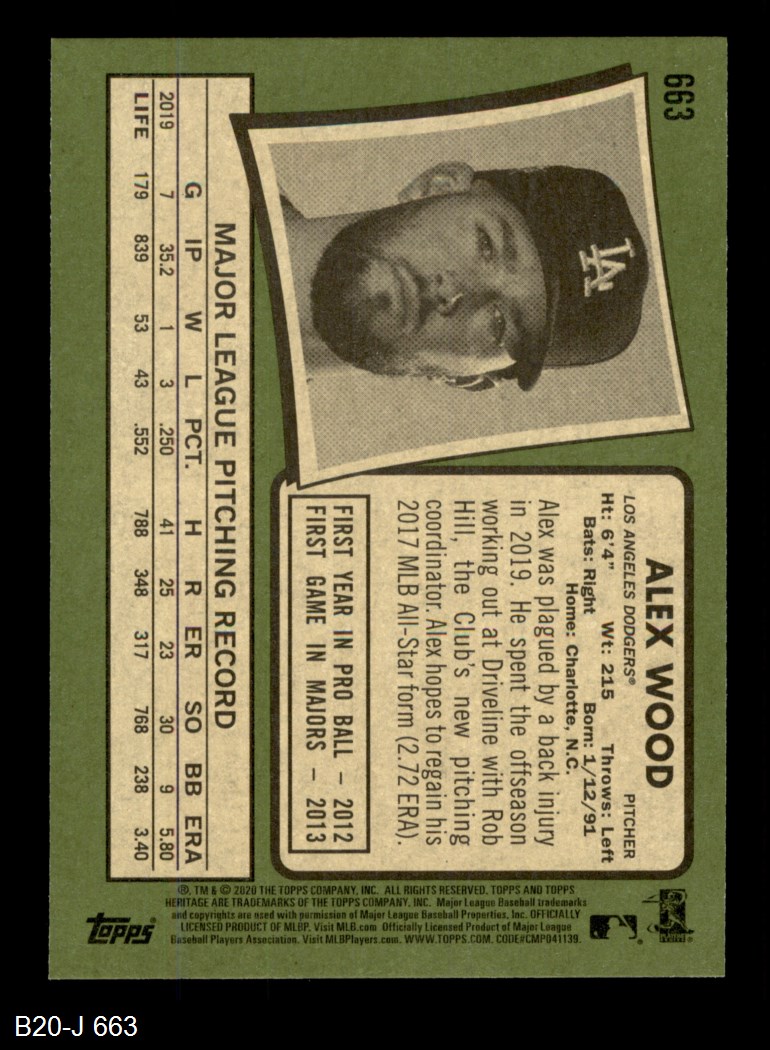 663
LA
ALEX WOOD
LOS ANGELES DODGERS® PITCHER
Ht: 6'4" Wt: 215 Throws: Left
Bats: Right Born: 1/12/91
Home: Charlotte, N.C.
Alex was plagued by a back injury
in 2019. He spent the offseason
working out at Driveline with Rob
Hill, the Club's new pitching
coordinator. Alex hopes to regain his
2017 MLB All-Star form (2.72 ERA).
FIRST YEAR IN PRO BALL – 2012
FIRST GAME IN MAJORS – 2013
MAJOR LEAGUE PITCHING RECORD
G IP W L PCT. H R ER SO BB ERA
2019 7 35.2 1 3 .250 41 25 23 30 9 5.80
LIFE 179 839 53 43 .552 788 348 317 768 238 3.40
®, TM & © 2020 THE TOPPS COMPANY, INC. ALL RIGHTS RESERVED. TOPPS AND TOPPS
HERITAGE ARE TRADEMARKS OF THE TOPPS COMPANY, INC. Major League Baseball trademarks
and copyrights are used with permission of Major League Baseball Properties, Inc. OFFICIALLY
LICENSED PRODUCT OF MLBP. Visit MLB.com Officially Licensed Product of Major League
Baseball Players Association. Visit MLBPlayers.com. WWW.TOPPS.COM. CODE#CMP041139.
topps®
B20-J 663